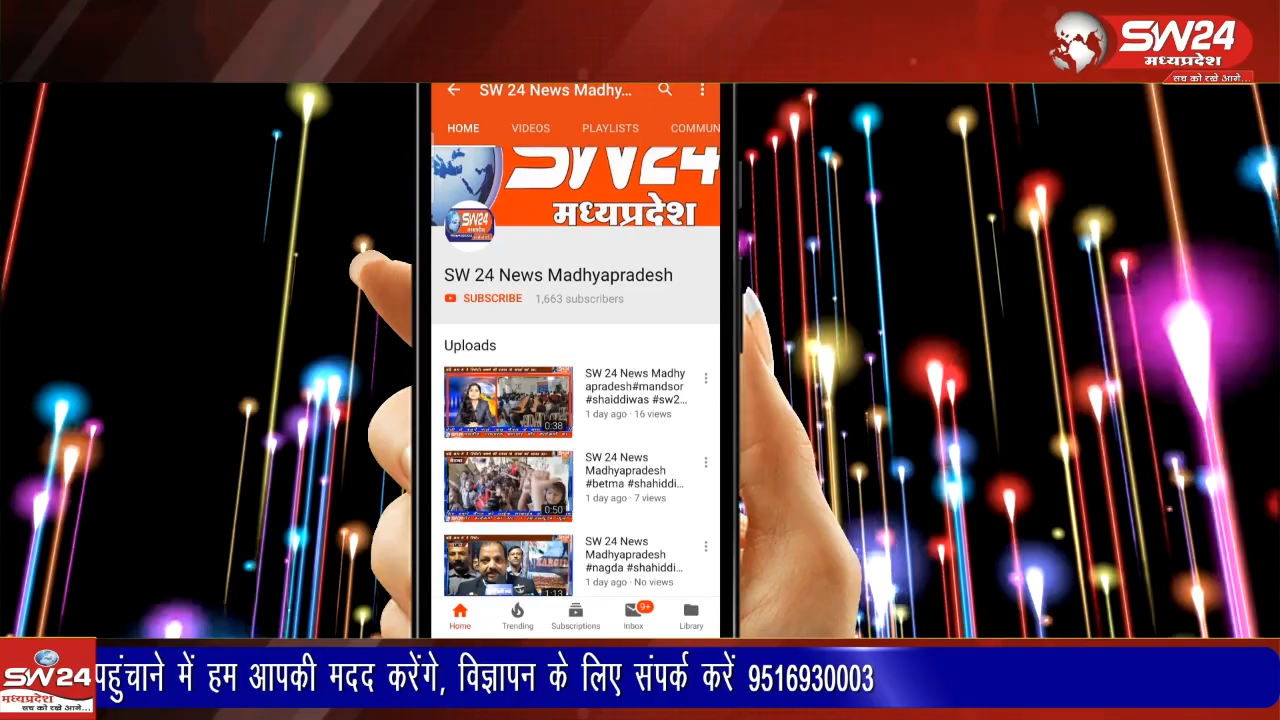 SW24
मध्यप्रदेश
सच को रखे आगे...
SW 24 News Madhy...
HOME VIDEOS PLAYLISTS COMMUN
SW24
मध्यप्रदेश
SW24
SW 24 News Madhyapradesh
SUBSCRIBE 1,663 subscribers
Uploads
SW 24 News Madhy
apradesh#mandsor
#shaiddiwas #sw2...
1 day ago · 16 views
0:38
SW 24 News
Madhyapradesh
#betma #shahiddi...
1 day ago · 7 views
0:50
SW 24 News
Madhyapradesh
#nagda #shahiddi...
1 day ago · No views
1:13
9+
Home Trending Subscriptions Inbox Library
SW24
मध्यप्रदेश
सच को रखे आगे...
पहुंचाने में हम आपकी मदद करेंगे, विज्ञापन के लिए संपर्क करें 9516930003